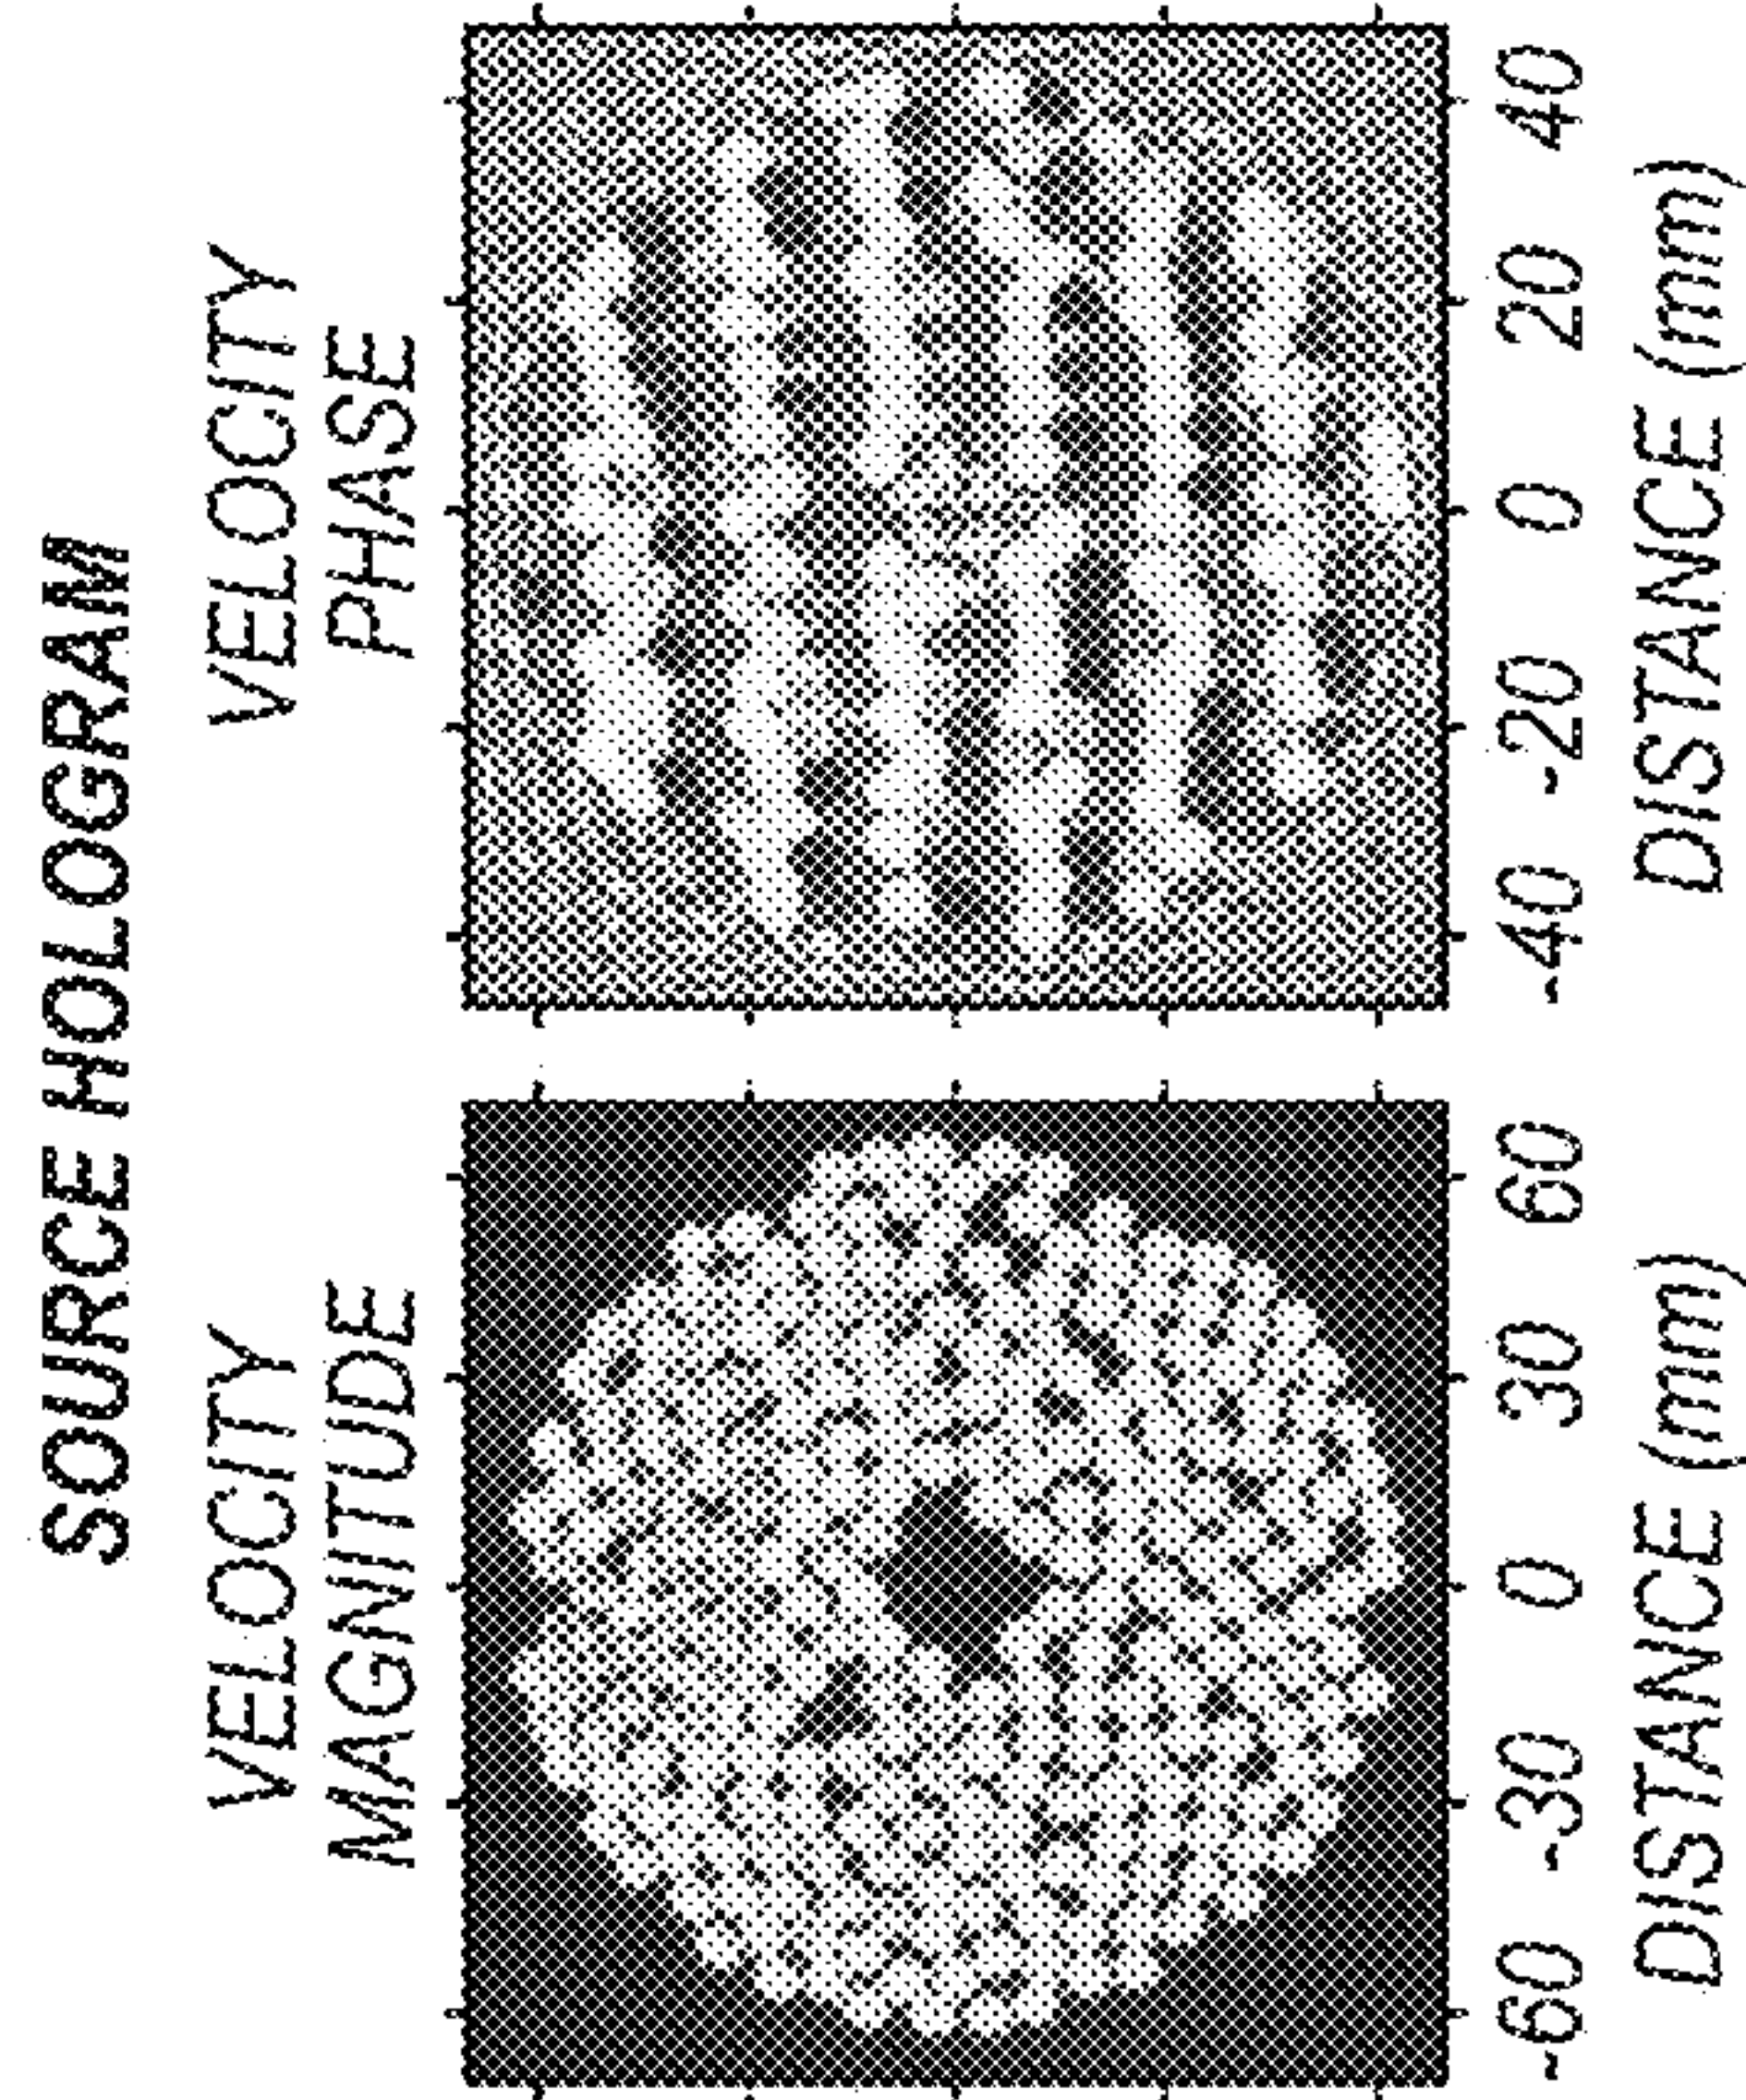 SOURCE HOLOGRAM
VELOCITY
MAGNITUDE
-60 -30 0 30 60
DISTANCE (mm)
VELOCITY
PHASE
-40 -20 0 20 40
DISTANCE (mm)